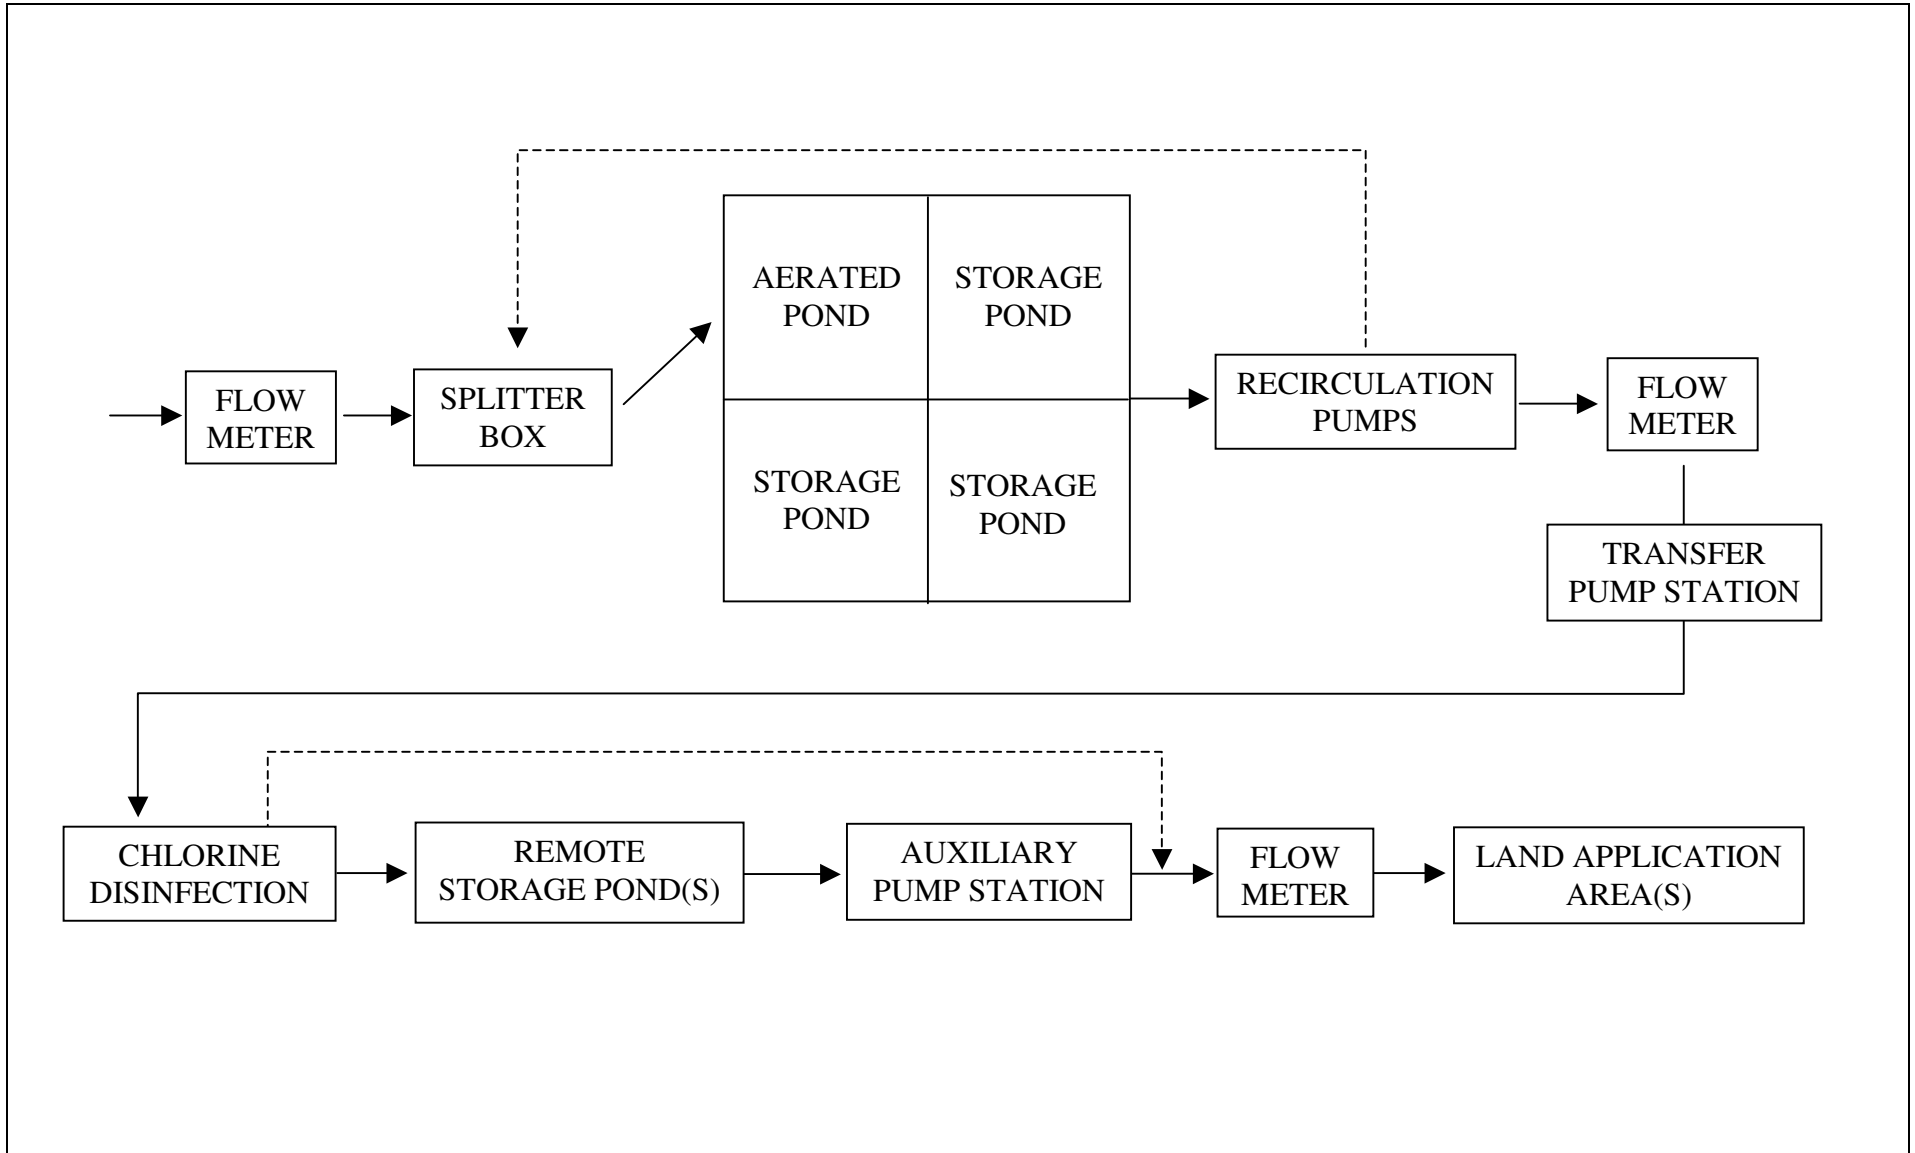 AERATED
POND
STORAGE
POND
STORAGE
POND
STORAGE
POND
FLOW
METER
SPLITTER
BOX
RECIRCULATION
PUMPS
FLOW
METER
TRANSFER
PUMP STATION
CHLORINE
DISINFECTION
REMOTE
STORAGE POND(S)
AUXILIARY
PUMP STATION
FLOW
METER
LAND APPLICATION
AREA(S)